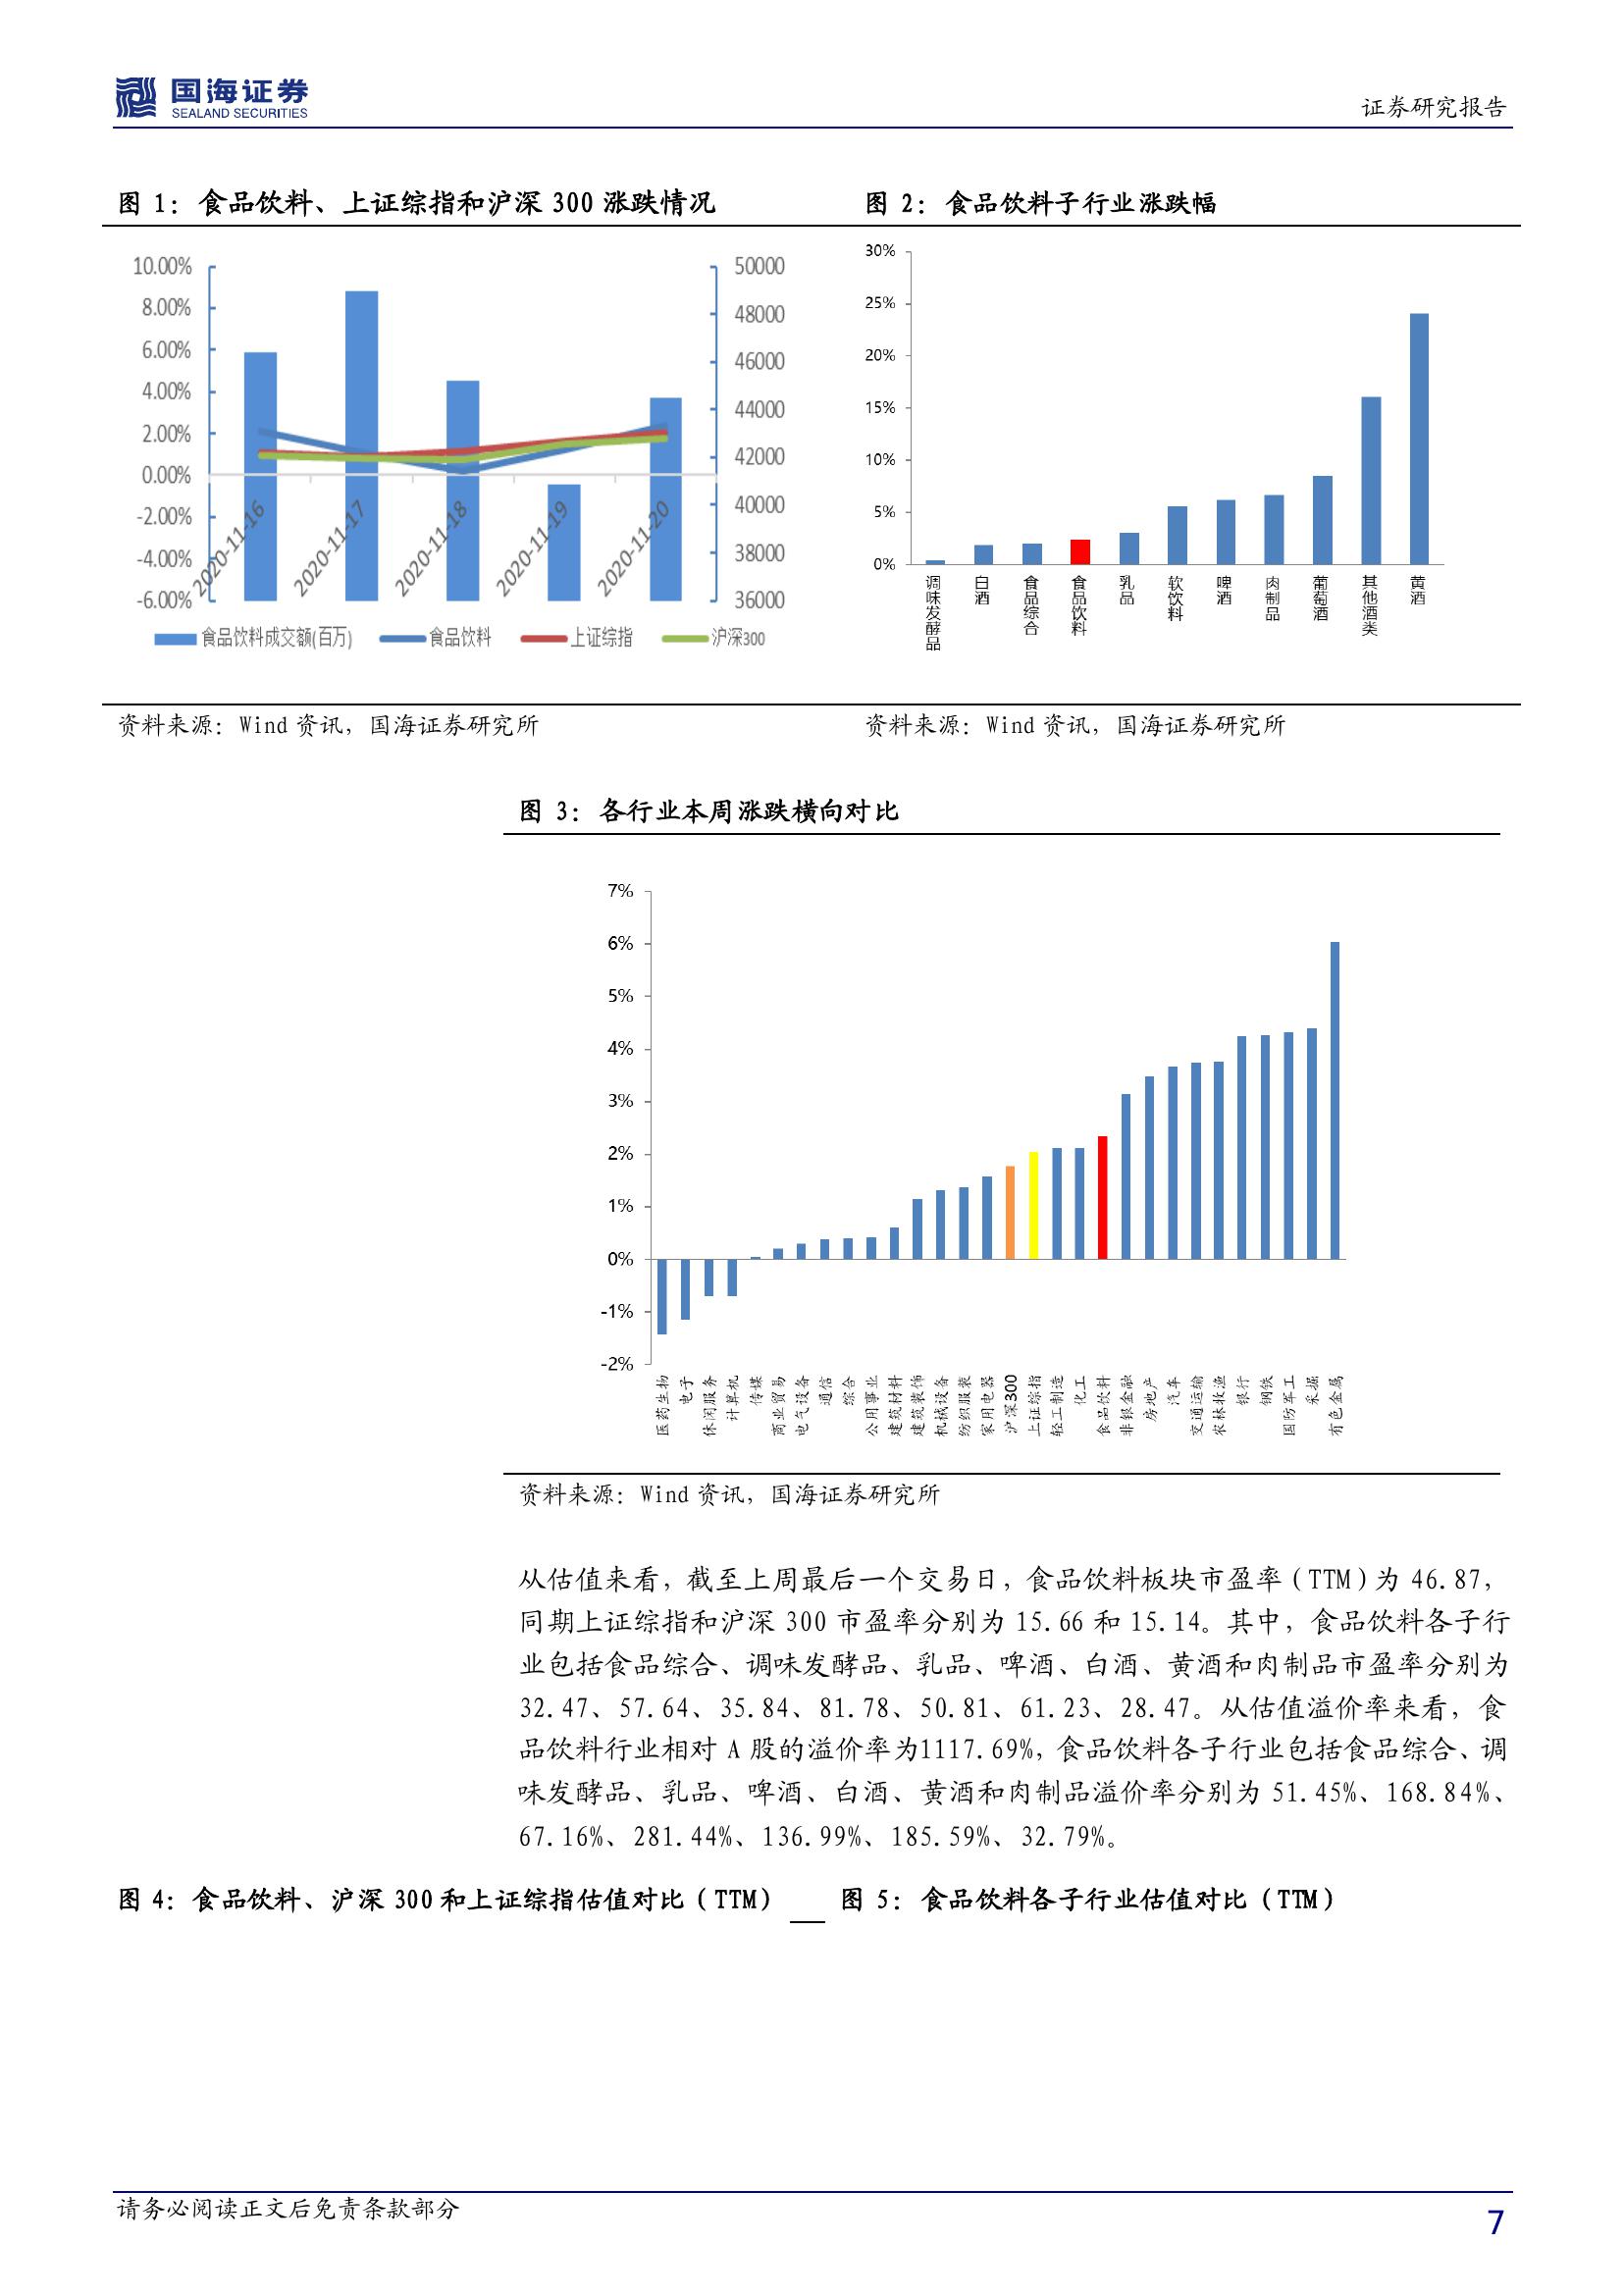 国海证券
SEALAND SECURITIES
证券研究报告
图 1：食品饮料、上证综指和沪深 300 涨跌情况
10.00%
8.00%
6.00%
4.00%
2.00%
0.00%
-2.00%
-4.00%
-6.00%
50000
48000
46000
44000
42000
40000
38000
36000
2020-11-16
2020-11-17
2020-11-18
2020-11-19
2020-11-20
食品饮料成交额(百万)
食品饮料
上证综指
沪深300
资料来源：Wind 资讯，国海证券研究所
图 2：食品饮料子行业涨跌幅
30%
25%
20%
15%
10%
5%
0%
调味发酵品
白酒
食品综合
食品饮料
乳品
软饮料
啤酒
肉制品
葡萄酒
其他酒类
黄酒
资料来源：Wind 资讯，国海证券研究所
图 3：各行业本周涨跌横向对比
7%
6%
5%
4%
3%
2%
1%
0%
-1%
-2%
医药生物
电子
休闲服务
计算机
传媒
商业贸易
电气设备
通信
综合
公用事业
建筑材料
建筑装饰
机械设备
纺织服装
家用电器
沪深300
上证综指
轻工制造
化工
食品饮料
非银金融
房地产
汽车
交通运输
农林牧渔
银行
钢铁
国防军工
采掘
有色金属
资料来源：Wind 资讯，国海证券研究所
从估值来看，截至上周最后一个交易日，食品饮料板块市盈率（TTM）为 46.87，
同期上证综指和沪深 300 市盈率分别为 15.66 和 15.14。其中，食品饮料各子行
业包括食品综合、调味发酵品、乳品、啤酒、白酒、黄酒和肉制品市盈率分别为
32.47、57.64、35.84、81.78、50.81、61.23、28.47。从估值溢价率来看，食
品饮料行业相对 A 股的溢价率为1117.69%，食品饮料各子行业包括食品综合、调
味发酵品、乳品、啤酒、白酒、黄酒和肉制品溢价率分别为 51.45%、168.84%、
67.16%、281.44%、136.99%、185.59%、32.79%。
图 4：食品饮料、沪深 300 和上证综指估值对比（TTM）
图 5：食品饮料各子行业估值对比（TTM）
请务必阅读正文后免责条款部分
7